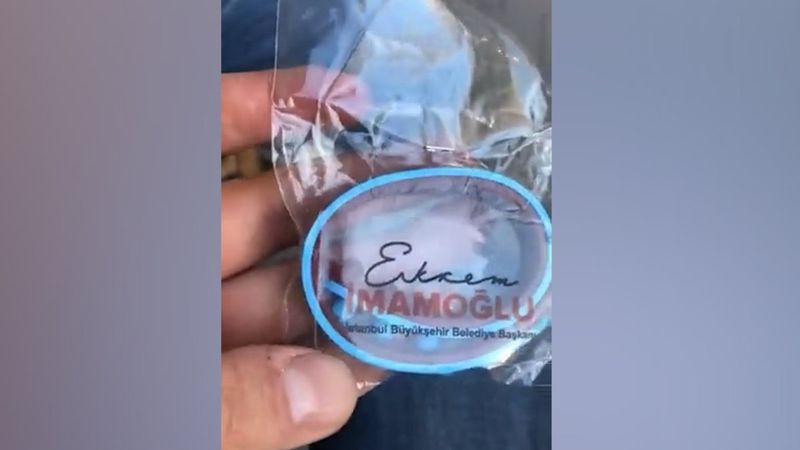 Ekrem
İMAMOĞLU
İstanbul Büyükşehir Belediye Başkanı